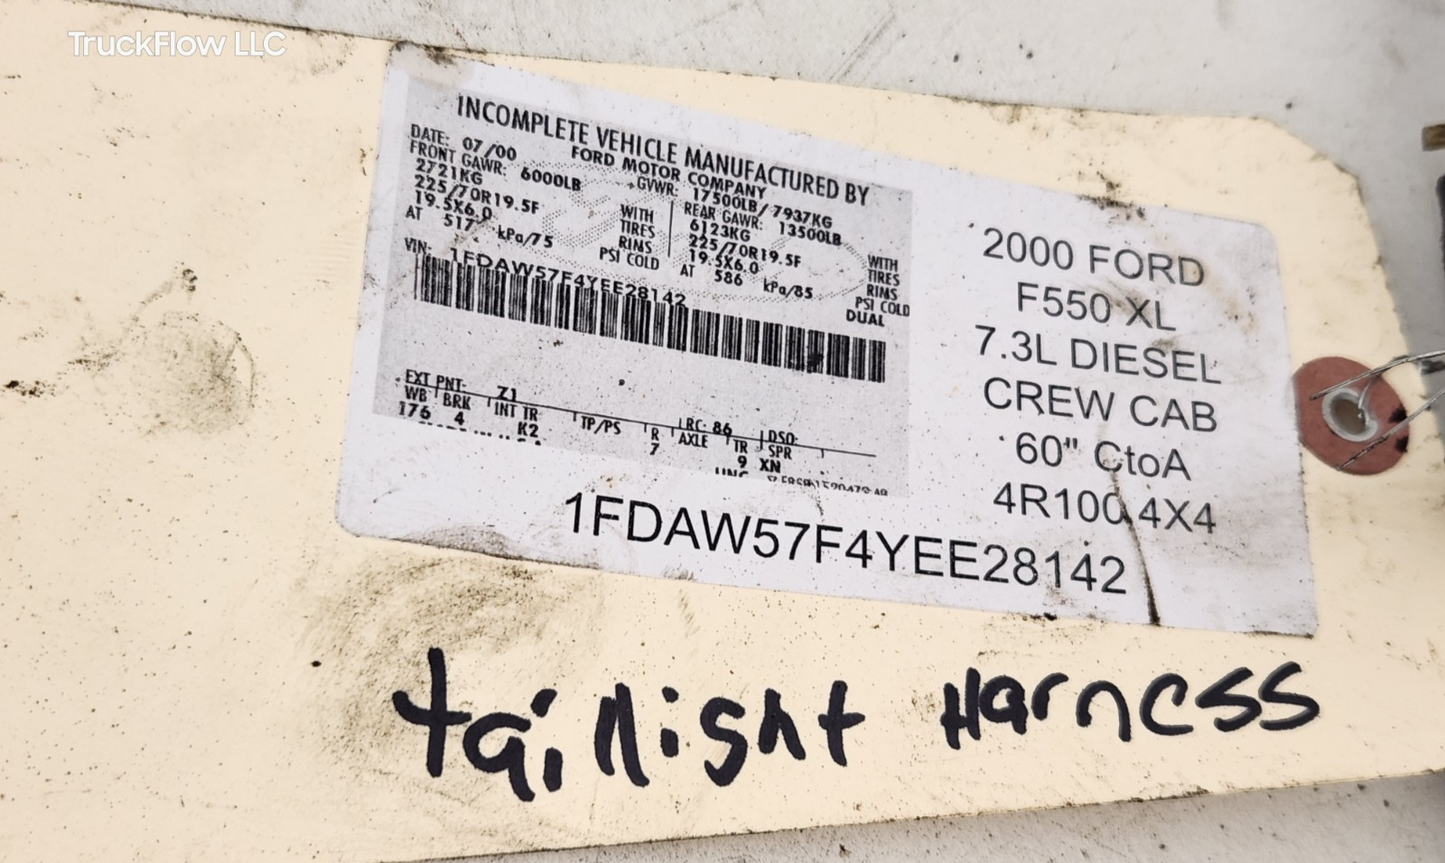 TruckFlow LLC
INCOMPLETE VEHICLE MANUFACTURED BY
FORD MOTOR COMPANY
DATE: 07/00
GVWR: 17500LB/7937KG
FRONT GAWR: 6000LB
2721KG
225/70R19.5F
19.5X6.0
AT 517 kPa/75
WITH
TIRES
RIMS
PSI COLD
REAR GAWR: 13500LB
6123KG
225/70R19.5F
19.5X6.0
AT 586 kPa/85
WITH
TIRES
RIMS
PSI COLD
DUAL
VIN: 1FDAW57F4YEE28142
EXT PNT: Z1 RC: 86 DSO:
WB BRK INT TR TP/PS R AXLE TR SPR
176 4 K2 7 9 XN
2000 FORD
F550 XL
7.3L DIESEL
CREW CAB
60" CtoA
4R100 4X4
1FDAW57F4YEE28142
taillight Harness